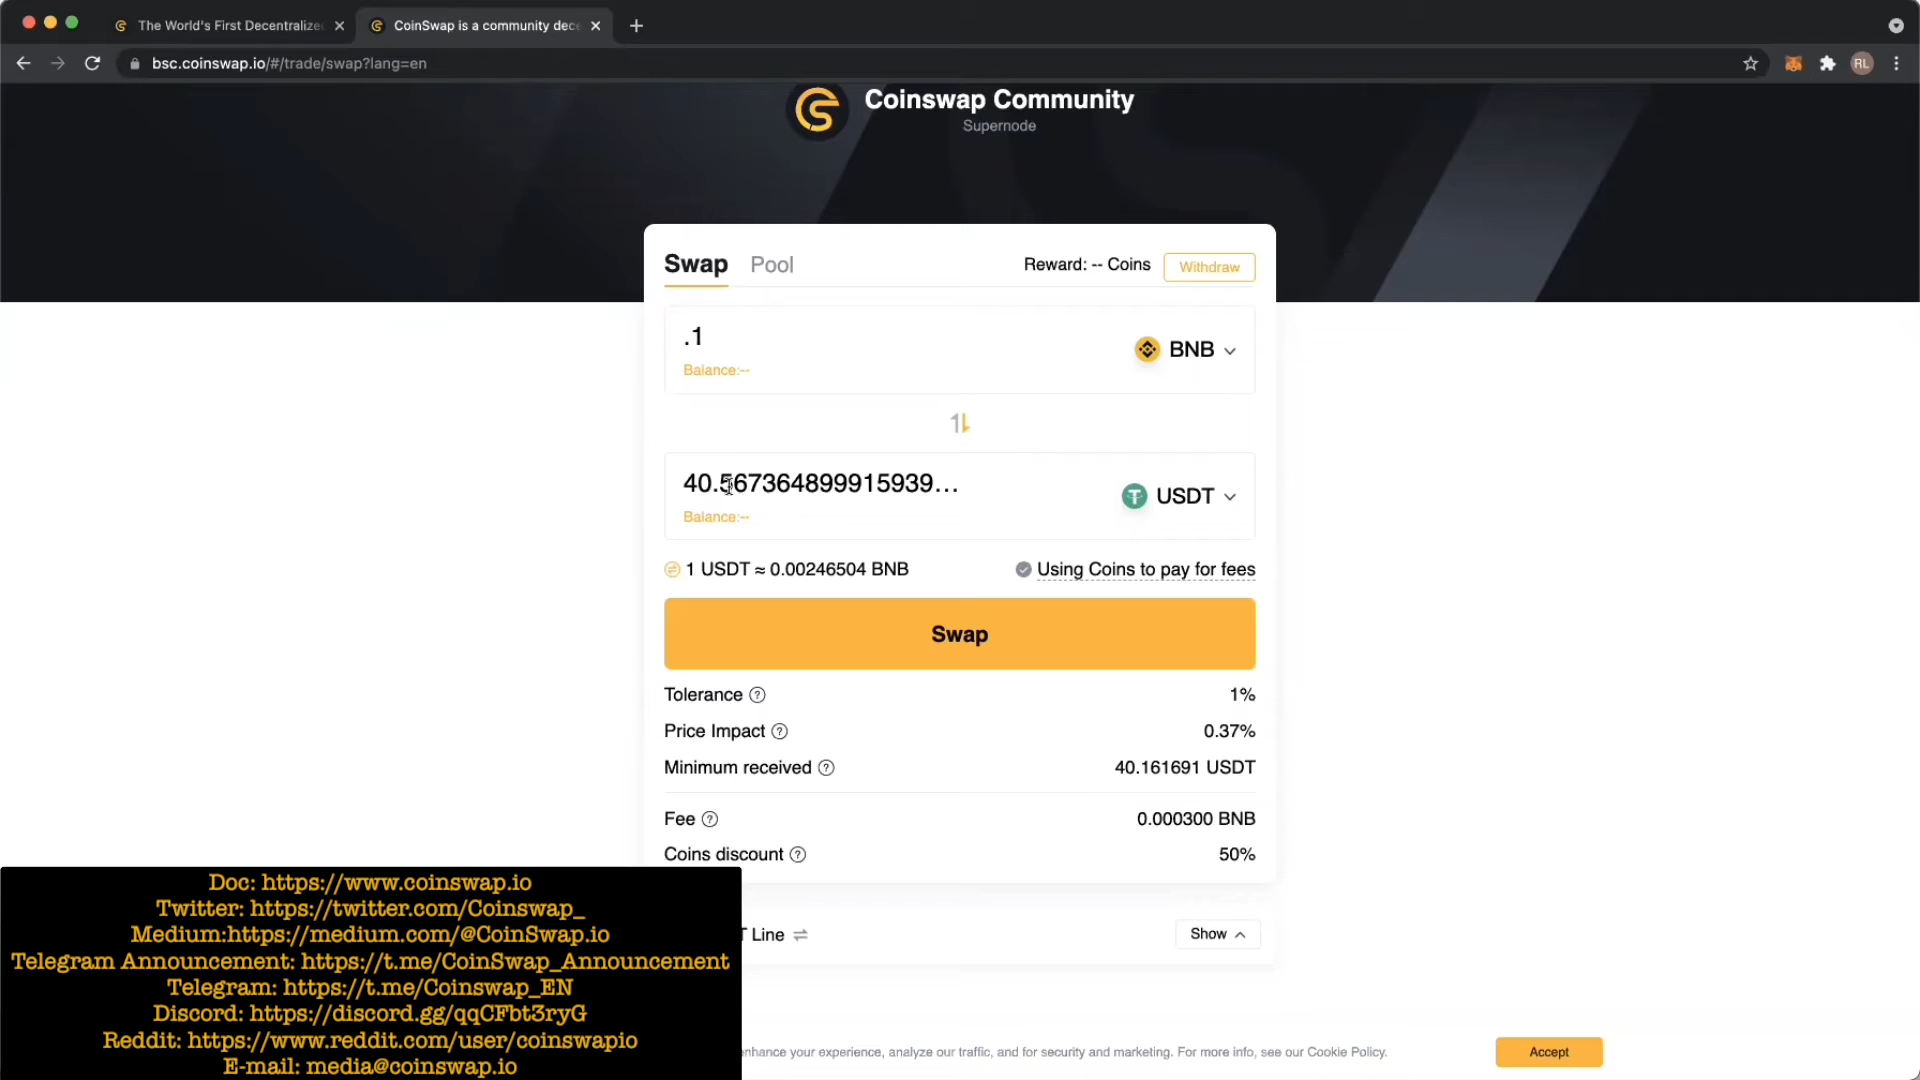 The World's First Decentralize
CoinSwap is a community dece
bsc.coinswap.io/#/trade/swap?lang=en
RL
Coinswap Community
Supernode
Swap
Pool
Reward: -- Coins
Withdraw
.1
BNB
Balance:--
40.567364899915939...
USDT
Balance:--
1 USDT ≈ 0.00246504 BNB
Using Coins to pay for fees
Swap
Tolerance
1%
Price Impact
0.37%
Minimum received
40.161691 USDT
Fee
0.000300 BNB
Coins discount
50%
T Line
Show
Doc: https://www.coinswap.io
Twitter: https://twitter.com/Coinswap_
Medium:https://medium.com/@CoinSwap.io
Telegram Announcement: https://t.me/CoinSwap_Announcement
Telegram: https://t.me/Coinswap_EN
Discord: https://discord.gg/qqCFbt3ryG
Reddit: https://www.reddit.com/user/coinswapio
E-mail: media@coinswap.io
enhance your experience, analyze our traffic, and for security and marketing. For more info, see our Cookie Policy.
Accept